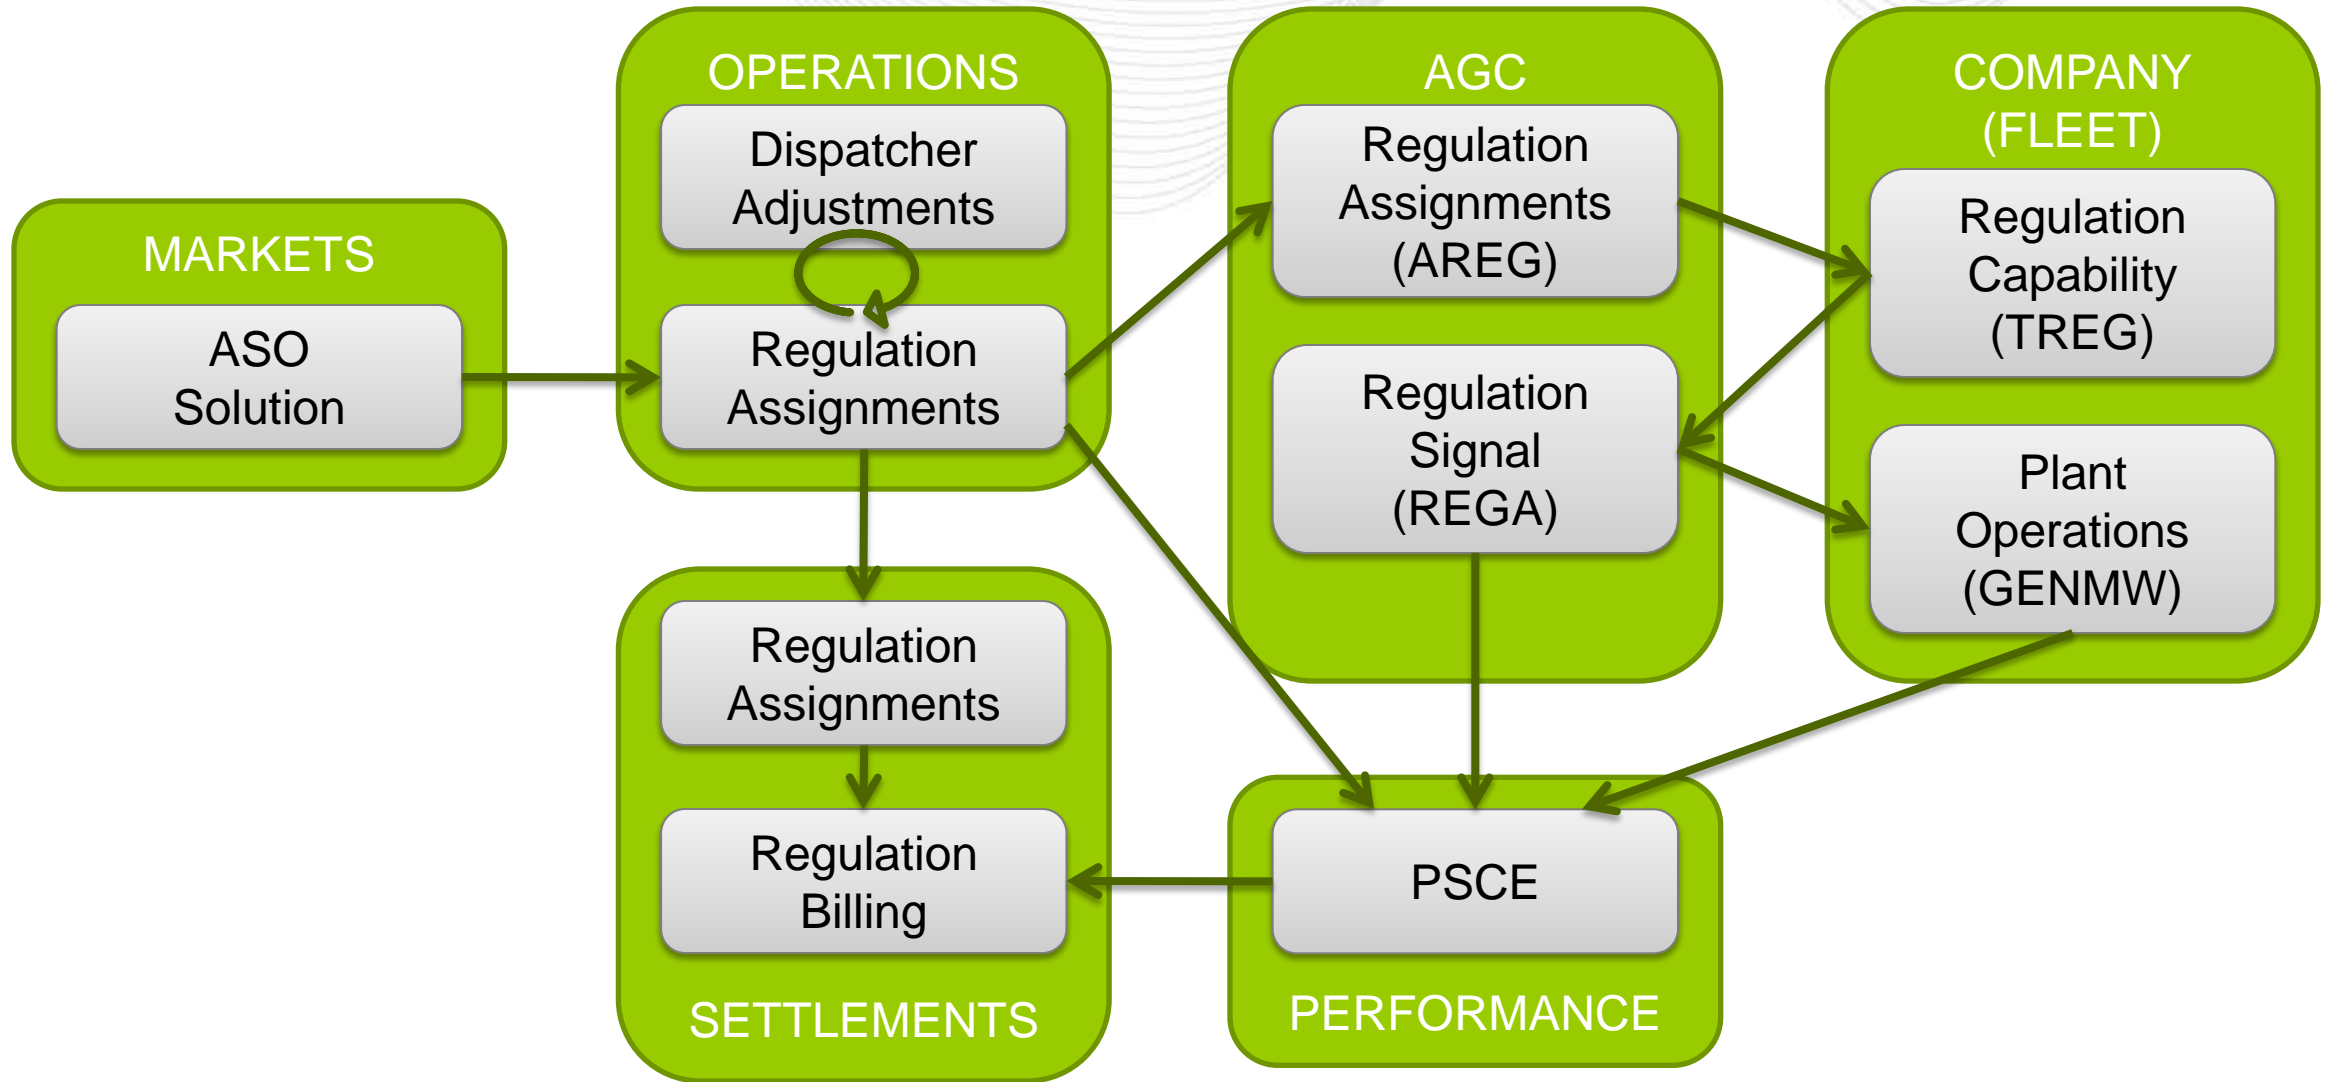 MARKETS
ASO
Solution
OPERATIONS
Dispatcher
Adjustments
Regulation
Assignments
AGC
Regulation
Assignments
(AREG)
Regulation
Signal
(REGA)
COMPANY
(FLEET)
Regulation
Capability
(TREG)
Plant
Operations
(GENMW)
Regulation
Assignments
Regulation
Billing
SETTLEMENTS
PSCE
PERFORMANCE